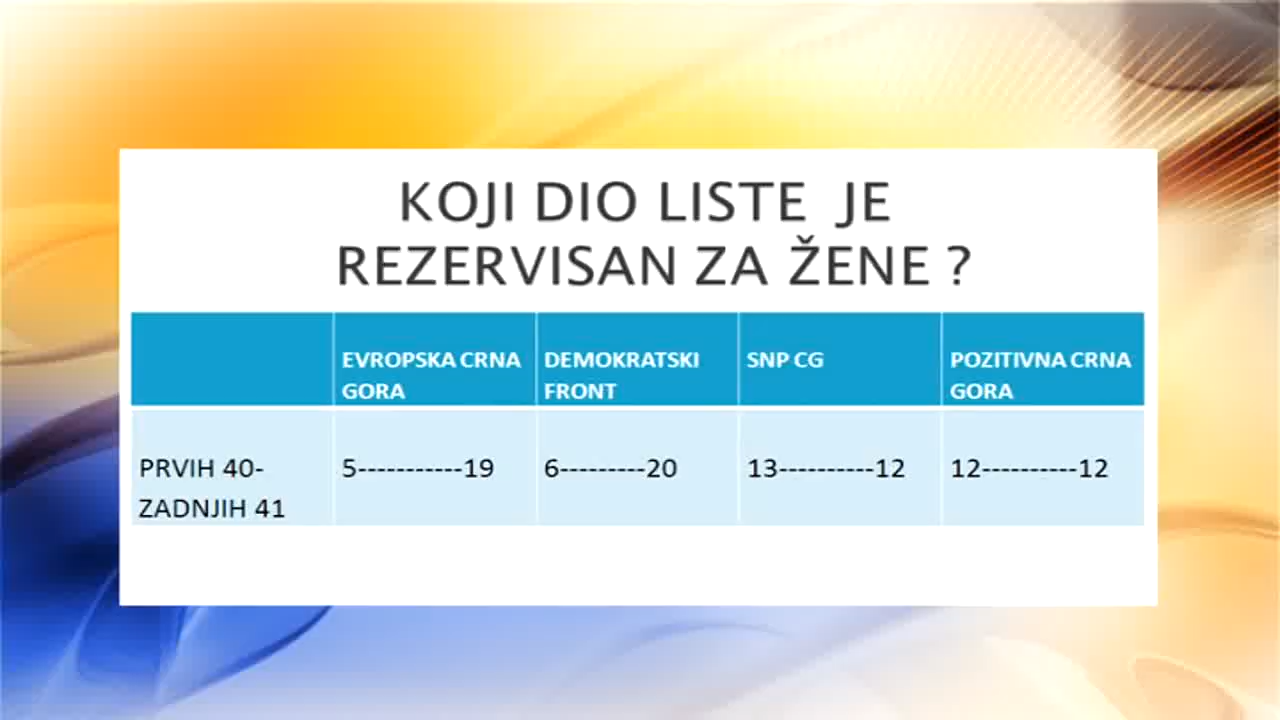 KOJI DIO LISTE JE
REZERVISAN ZA ŽENE ?
EVROPSKA CRNA GORA
DEMOKRATSKI FRONT
SNP CG
POZITIVNA CRNA GORA
PRVIH 40-
ZADNJIH 41
5-----------19
6---------20
13----------12
12----------12